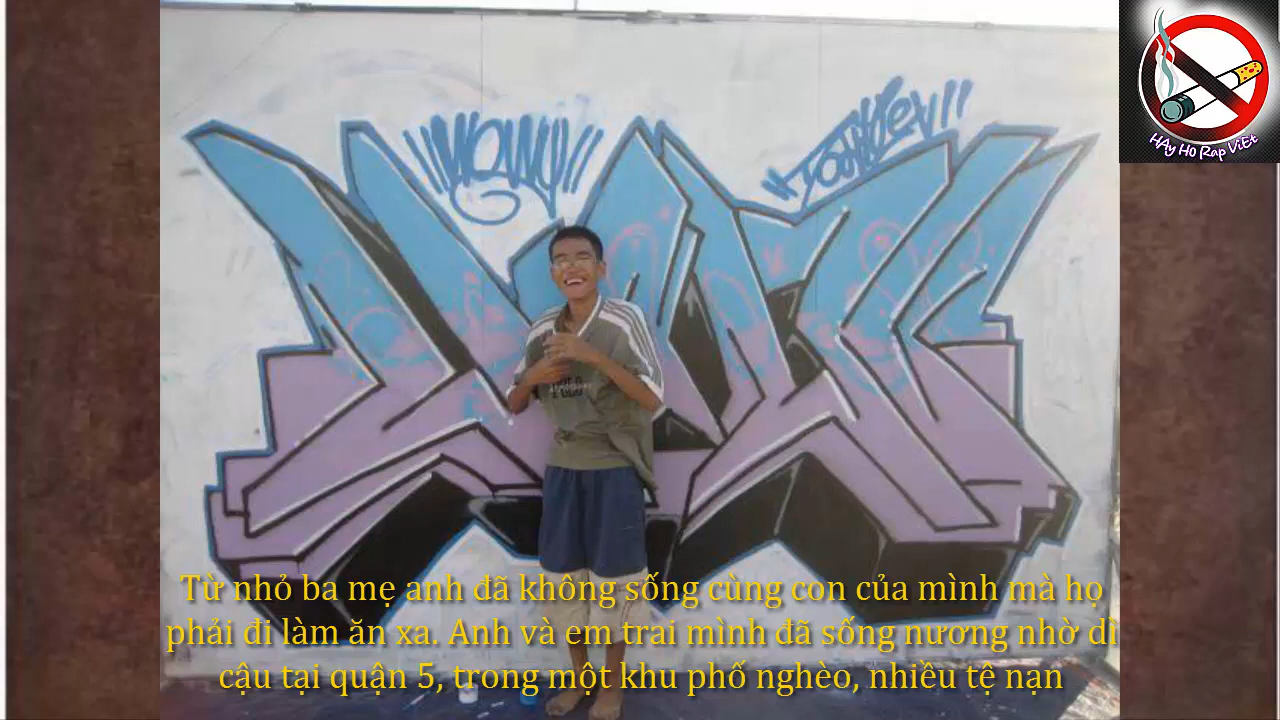 HAy Ho Rap ViEt
"WOWY"
Từ nhỏ ba mẹ anh đã không sống cùng con của mình mà họ
phải đi làm ăn xa. Anh và em trai mình đã sống nương nhờ dì
cậu tại quận 5, trong một khu phố nghèo, nhiều tệ nạn